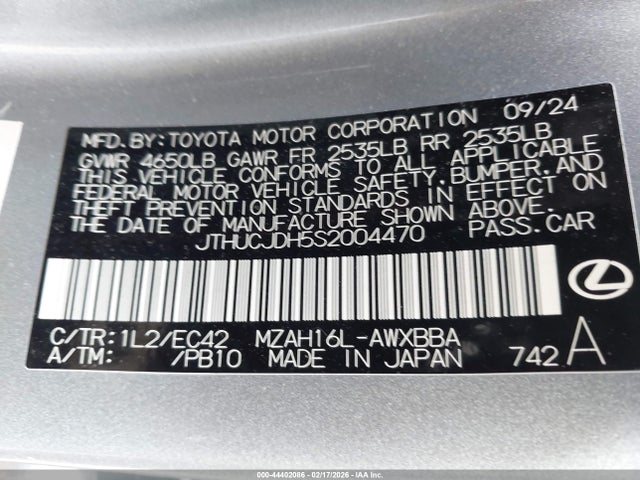 MFD.BY:TOYOTA MOTOR CORPORATION 09/24
GVWR 4650LB GAWR FR 2535LB RR 2535LB
THIS VEHICLE CONFORMS TO ALL APPLICABLE
FEDERAL MOTOR VEHICLE SAFETY,BUMPER,AND
THEFT PREVENTION STANDARDS IN EFFECT ON
THE DATE OF MANUFACTURE SHOWN ABOVE.
JTHUCJDH5S2004470 PASS.CAR
C/TR:1L2/EC42 MZAH16L-AWXBBA
A/TM: /PB10 MADE IN JAPAN 742 A
000-44402086 - 02/17/2026 - IAA Inc.